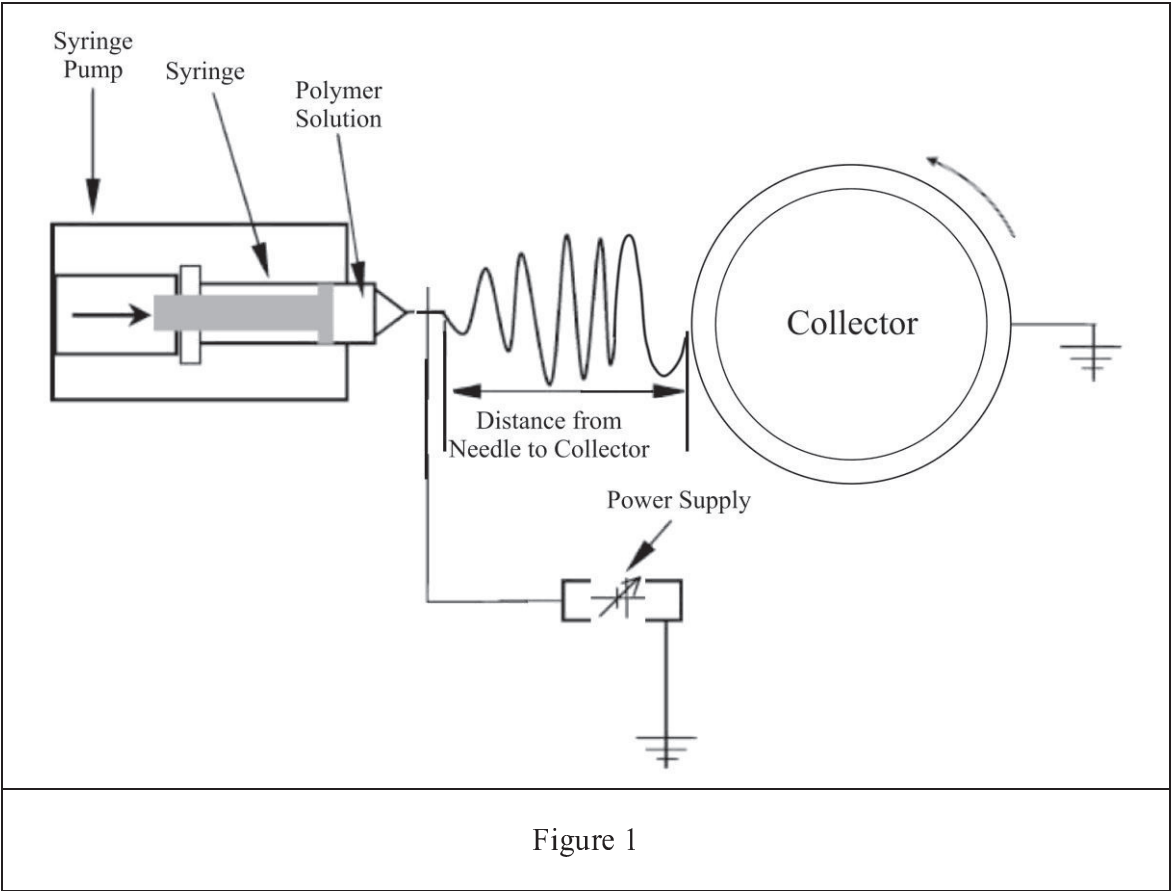 Syringe
Pump
Syringe
Polymer
Solution
Collector
Distance from
Needle to Collector
Power Supply
Figure 1